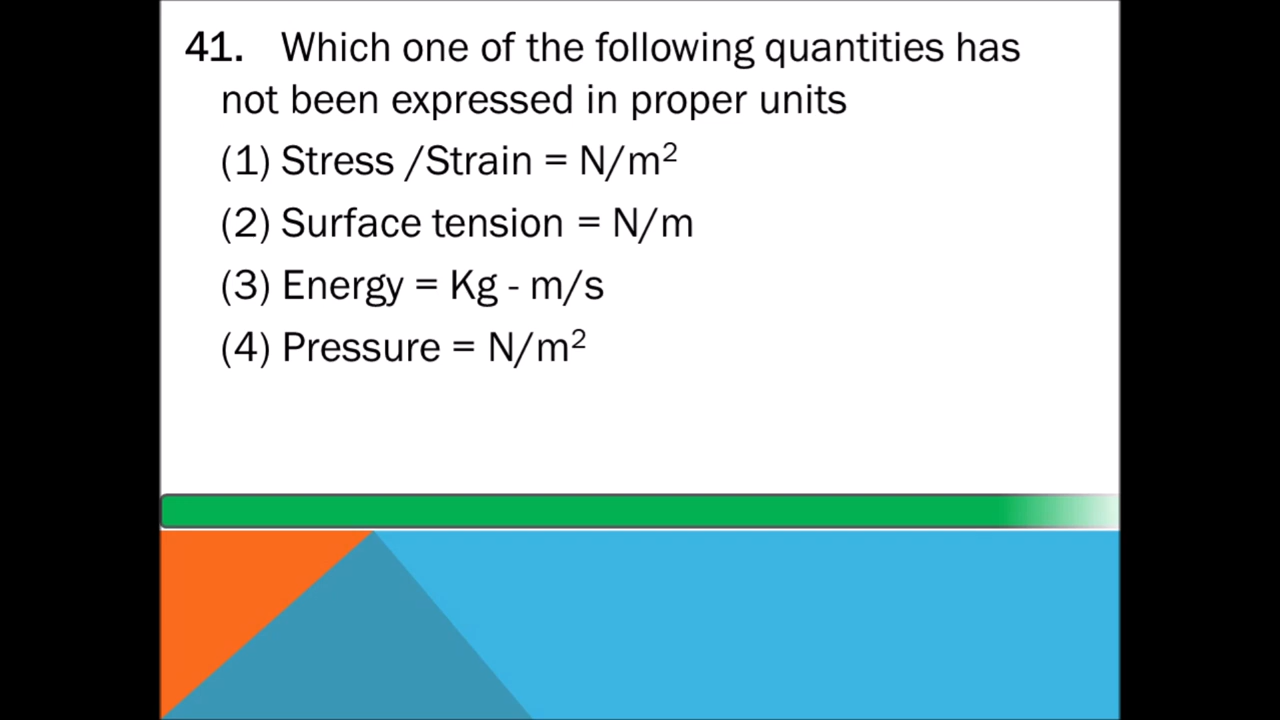 41. Which one of the following quantities has
not been expressed in proper units
(1) Stress /Strain = N/m²
(2) Surface tension = N/m
(3) Energy = Kg - m/s
(4) Pressure = N/m²